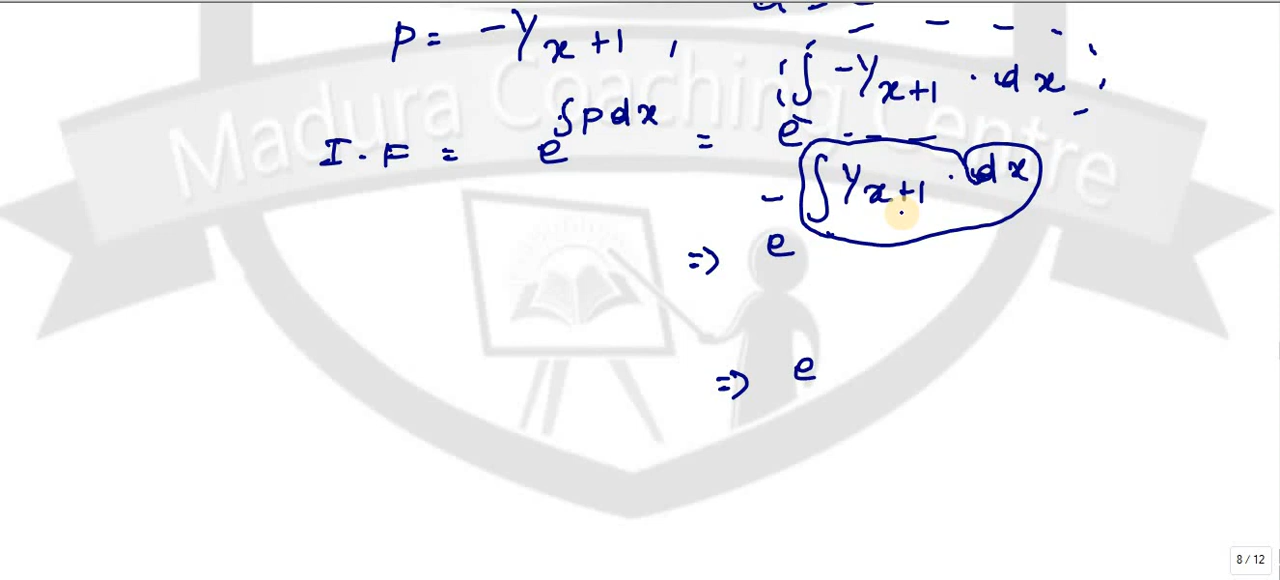 P = -1/x+1 ,
∫ -1/x+1 · dx
I.F = e^∫pdx = e
- ∫ 1/x+1 · dx
=> e
=> e
Madura Coaching Centre
8 / 12